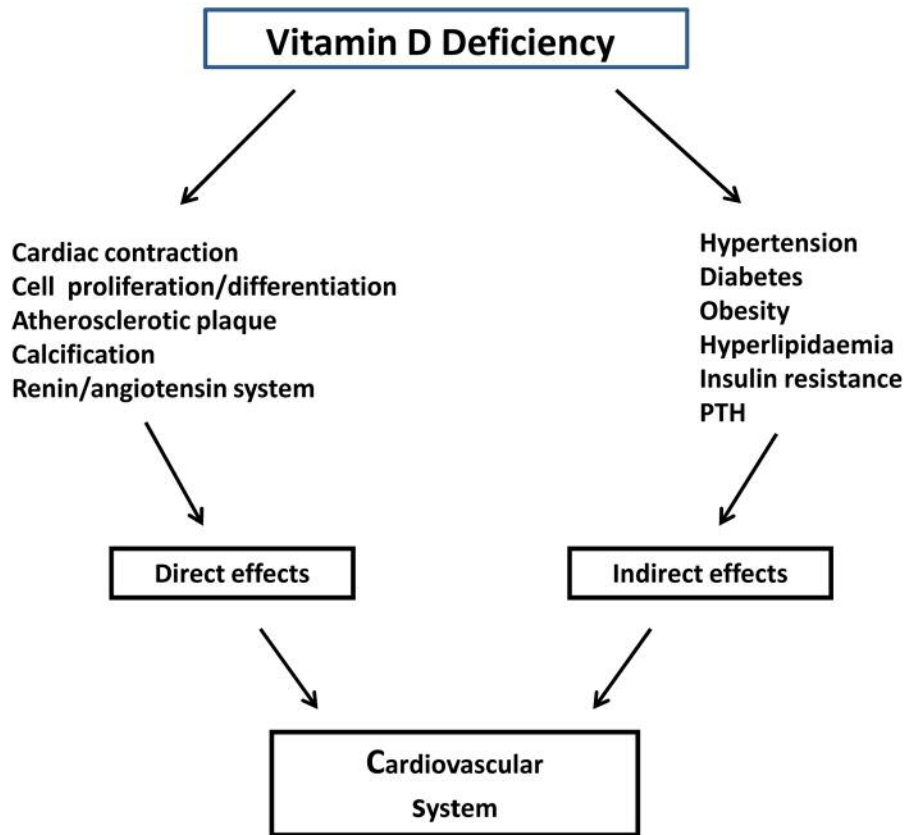 Vitamin D Deficiency
Cardiac contraction
Cell proliferation/differentiation
Atherosclerotic plaque
Calcification
Renin/angiotensin system
Hypertension
Diabetes
Obesity
Hyperlipidaemia
Insulin resistance
PTH
Direct effects
Indirect effects
Cardiovascular
System